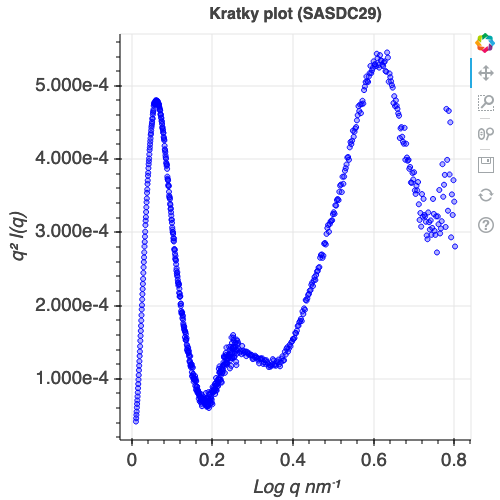 Kratky plot (SASDC29)
5.000e-4
4.000e-4
3.000e-4
2.000e-4
1.000e-4
q² I(q)
0 0.2 0.4 0.6 0.8
Log q nm⁻¹